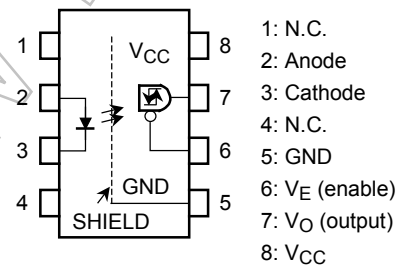 1
2
3
4
VCC
GND
SHIELD
8
7
6
5
1: N.C.
2: Anode
3: Cathode
4: N.C.
5: GND
6: VE (enable)
7: VO (output)
8: VCC